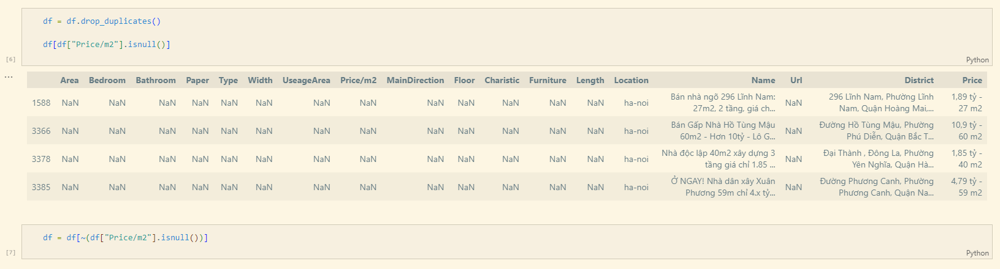 df = df.drop_duplicates()
df[df["Price/m2"].isnull()]
[6]
Python
...
Area Bedroom Bathroom Paper Type Width UseageArea Price/m2 MainDirection Floor Charistic Furniture Length Location Name Url District Price
1588 NaN NaN NaN NaN NaN NaN NaN NaN NaN NaN NaN NaN NaN ha-noi Bán nhà ngõ 296 Lĩnh Nam: 27m2, 2 tầng, giá ch... NaN 296 Lĩnh Nam, Phường Lĩnh Nam, Quận Hoàng Mai,... 1,89 tỷ - 27 m2
3366 NaN NaN NaN NaN NaN NaN NaN NaN NaN NaN NaN NaN NaN ha-noi Bán Gấp Nhà Hồ Tùng Mậu 60m2 - Hơn 10tỷ - Lô G... NaN Đường Hồ Tùng Mậu, Phường Phú Diễn, Quận Bắc T... 10,9 tỷ - 60 m2
3378 NaN NaN NaN NaN NaN NaN NaN NaN NaN NaN NaN NaN NaN ha-noi Nhà độc lập 40m2 xây dựng 3 tầng giá chỉ 1.85 ... NaN Đại Thành , Đông La, Phường Yên Nghĩa, Quận Hà... 1,85 tỷ - 40 m2
3385 NaN NaN NaN NaN NaN NaN NaN NaN NaN NaN NaN NaN NaN ha-noi Ở NGAY! Nhà dân xây Xuân Phương 59m chỉ 4.x tỷ... NaN Đường Phương Canh, Phường Phương Canh, Quận Na... 4,79 tỷ - 59 m2
df = df[~(df["Price/m2"].isnull())]
[7]
Python